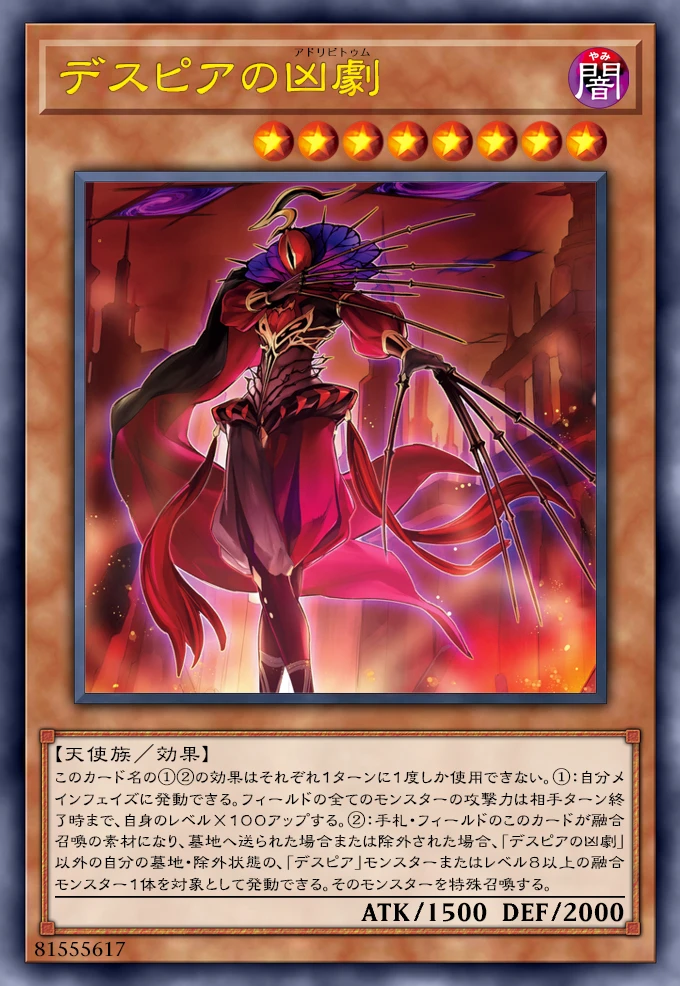 アドリビトゥム
デスピアの凶劇
やみ
闇
【天使族／効果】
このカード名の①②の効果はそれぞれ1ターンに1度しか使用できない。①：自分メ
インフェイズに発動できる。フィールドの全てのモンスターの攻撃力は相手ターン終
了時まで、自身のレベル×100アップする。②：手札・フィールドのこのカードが融合
召喚の素材になり、墓地へ送られた場合または除外された場合、「デスピアの凶劇」
以外の自分の墓地・除外状態の、「デスピア」モンスターまたはレベル8以上の融合
モンスター1体を対象として発動できる。そのモンスターを特殊召喚する。
ATK/1500 DEF/2000
81555617